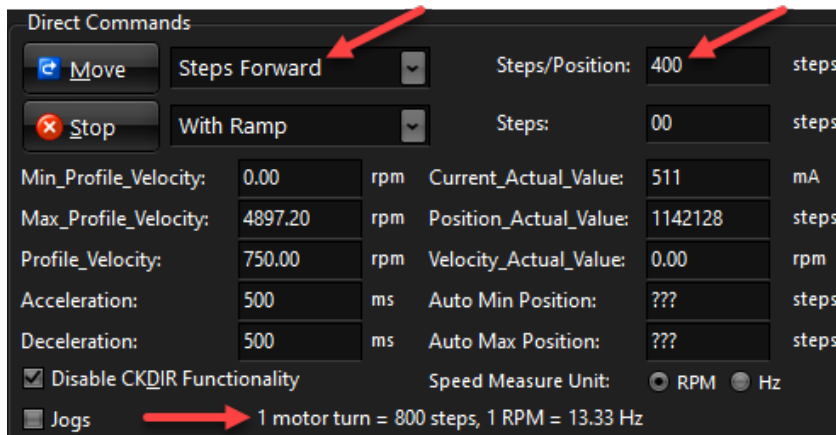 Direct Commands
Move Steps Forward Steps/Position: 400 steps
Stop With Ramp Steps: 00 steps
Min_Profile_Velocity: 0.00 rpm Current_Actual_Value: 511 mA
Max_Profile_Velocity: 4897.20 rpm Position_Actual_Value: 1142128 steps
Profile_Velocity: 750.00 rpm Velocity_Actual_Value: 0.00 rpm
Acceleration: 500 ms Auto Min Position: ??? steps
Deceleration: 500 ms Auto Max Position: ??? steps
Disable CKDIR Functionality Speed Measure Unit: RPM Hz
Jogs 1 motor turn = 800 steps, 1 RPM = 13.33 Hz